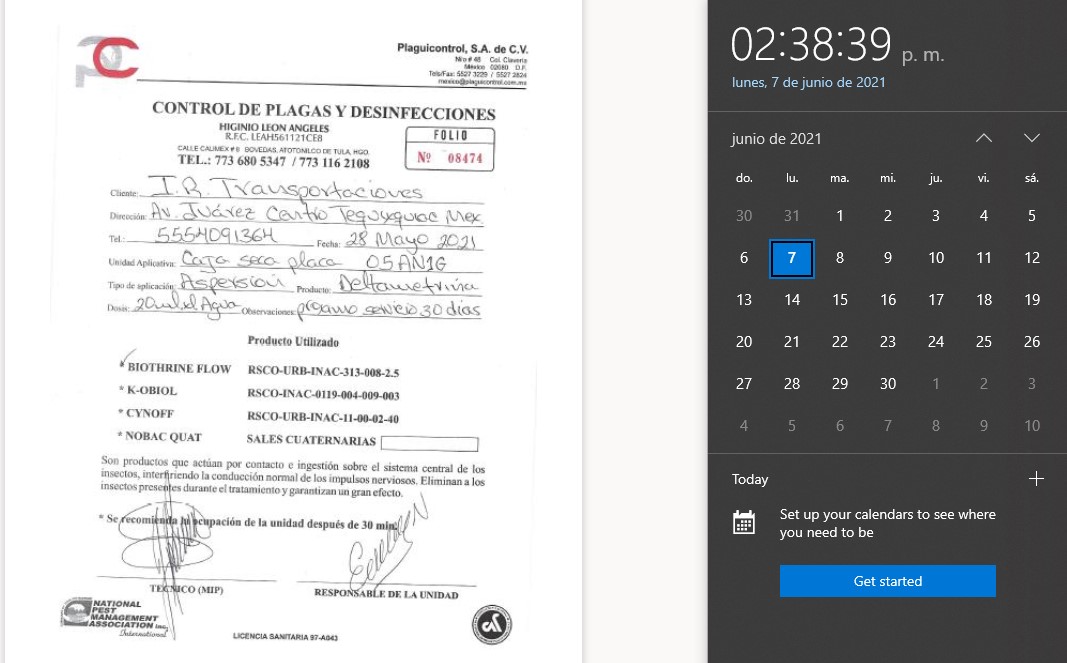 PC
Plaguicontrol, S.A. de C.V.
Nilo # 48 Col. Clavería
México 02080 D.F.
Tels/Fax: 5527 3229 / 5527 2824
mexico@plaguicontrol.com.mx
CONTROL DE PLAGAS Y DESINFECCIONES
HIGINIO LEON ANGELES
R.F.C. LEAH561121CE8
CALLE CALIMEX # 8 BOVEDAS, ATOTONILCO DE TULA, HGO.
TEL.: 773 680 5347 / 773 116 2108
FOLIO
Nº 08474
Cliente: I.R. Transportaciones
Dirección: Av. Juárez Centro Tequixquiac Mex.
Tel.: 5554091364 Fecha: 28 Mayo 2021
Unidad Aplicativa: Caja seca placa 05AN1G
Tipo de aplicación: Aspersión Producto: Deltametrina
Dosis: 20ml x l Agua Observaciones: próximo servicio 30 días
Producto Utilizado
* BIOTHRINE FLOW RSCO-URB-INAC-313-008-2.5
* K-OBIOL RSCO-INAC-0119-004-009-003
* CYNOFF RSCO-URB-INAC-11-00-02-40
* NOBAC QUAT SALES CUATERNARIAS
Son productos que actúan por contacto e ingestión sobre el sistema central de los
insectos, interfiriendo la conducción normal de los impulsos nerviosos. Eliminan a los
insectos presentes durante el tratamiento y garantizan un gran efecto.
* Se recomienda la ocupación de la unidad después de 30 min.
TECNICO (MIP)
RESPONSABLE DE LA UNIDAD
NATIONAL
PEST
MANAGEMENT
ASSOCIATION Inc.
International
LICENCIA SANITARIA 97-A043
02:38:39 p. m.
lunes, 7 de junio de 2021
junio de 2021
do. lu. ma. mi. ju. vi. sá.
30 31 1 2 3 4 5
6 7 8 9 10 11 12
13 14 15 16 17 18 19
20 21 22 23 24 25 26
27 28 29 30 1 2 3
4 5 6 7 8 9 10
Today
Set up your calendars to see where
you need to be
Get started